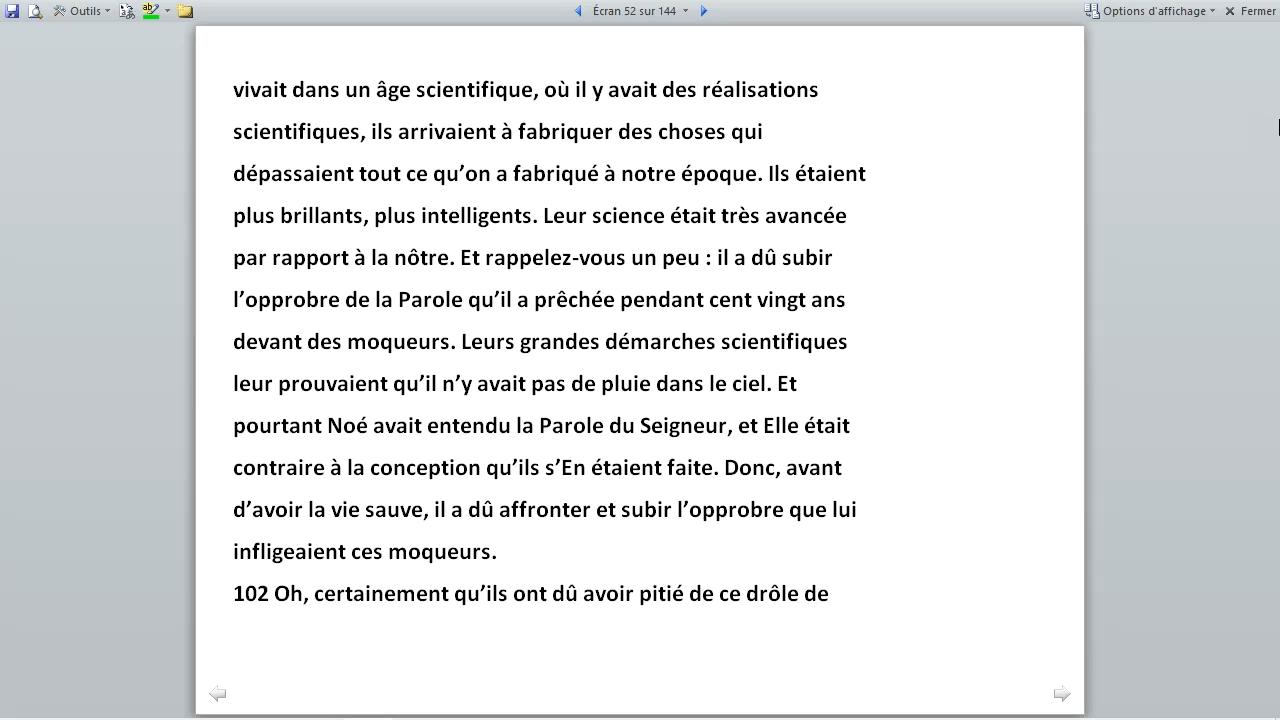 Outils
Écran 52 sur 144
Options d'affichage
Fermer
vivait dans un âge scientifique, où il y avait des réalisations
scientifiques, ils arrivaient à fabriquer des choses qui
dépassaient tout ce qu’on a fabriqué à notre époque. Ils étaient
plus brillants, plus intelligents. Leur science était très avancée
par rapport à la nôtre. Et rappelez-vous un peu : il a dû subir
l’opprobre de la Parole qu’il a prêchée pendant cent vingt ans
devant des moqueurs. Leurs grandes démarches scientifiques
leur prouvaient qu’il n’y avait pas de pluie dans le ciel. Et
pourtant Noé avait entendu la Parole du Seigneur, et Elle était
contraire à la conception qu’ils s’En étaient faite. Donc, avant
d’avoir la vie sauve, il a dû affronter et subir l’opprobre que lui
infligeaient ces moqueurs.
102 Oh, certainement qu’ils ont dû avoir pitié de ce drôle de